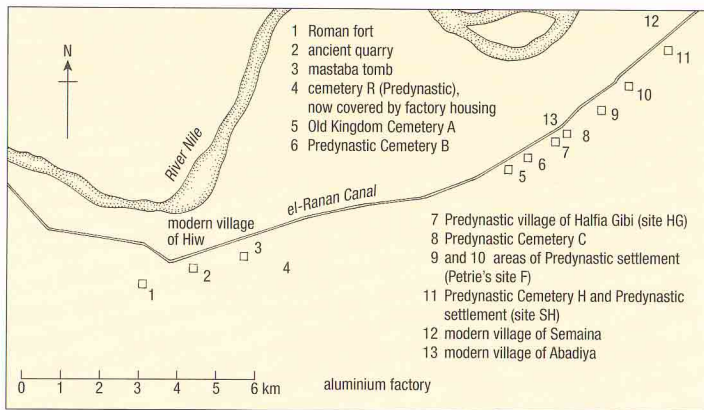 N
River Nile
1 Roman fort
2 ancient quarry
3 mastaba tomb
4 cemetery R (Predynastic),
now covered by factory housing
5 Old Kingdom Cemetery A
6 Predynastic Cemetery B
12
11
10
9
13
8
7
6
5
el-Ranan Canal
modern village
of Hiw
3
2
4
1
7 Predynastic village of Halfia Gibi (site HG)
8 Predynastic Cemetery C
9 and 10 areas of Predynastic settlement
(Petrie's site F)
11 Predynastic Cemetery H and Predynastic
settlement (site SH)
12 modern village of Semaina
13 modern village of Abadiya
0 1 2 3 4 5 6 km
aluminium factory